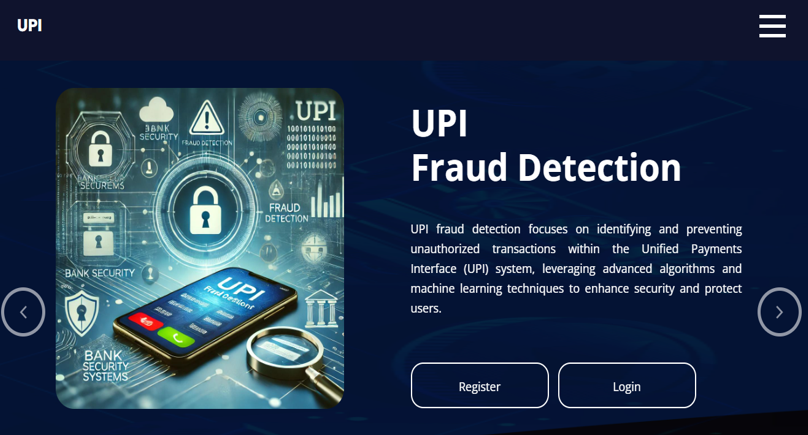 UPI
UPI
Fraud Detection
UPI fraud detection focuses on identifying and preventing
unauthorized transactions within the Unified Payments
Interface (UPI) system, leveraging advanced algorithms and
machine learning techniques to enhance security and protect
users.
Register
Login
BANK
SECURITY
FRAUD DETECTION
UPI
FRAUD
DETECTION
BANK SECURITY
UPI
BANK
SECURITY
SYSTEMS